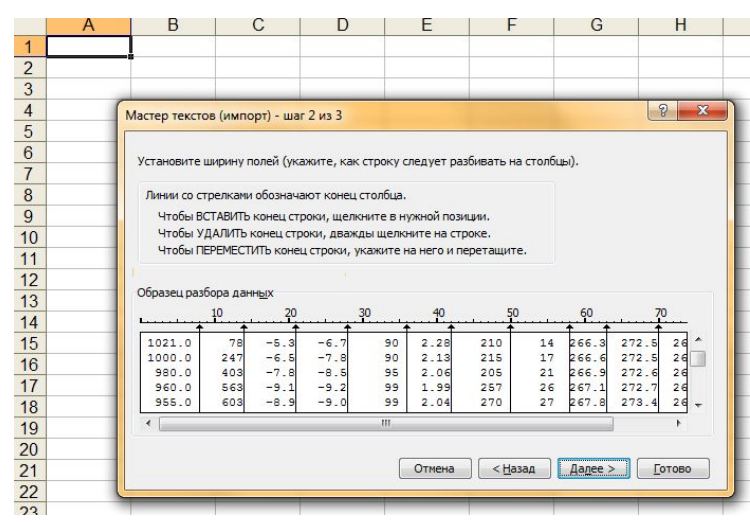 A B C D E F G H
1
2
3
4
Мастер текстов (импорт) - шаг 2 из 3
5
6
Установите ширину полей (укажите, как строку следует разбивать на столбцы).
7
8
Линии со стрелками обозначают конец столбца.
9
Чтобы ВСТАВИТЬ конец строки, щелкните в нужной позиции.
10
Чтобы УДАЛИТЬ конец строки, дважды щелкните на строке.
11
Чтобы ПЕРЕМЕСТИТЬ конец строки, укажите на него и перетащите.
12
13
Образец разбора данных
14
10 20 30 40 50 60 70
15
1021.0 78 -5.3 -6.7 90 2.28 210 14 266.3 272.5 26
16
1000.0 247 -6.5 -7.8 90 2.13 215 17 266.6 272.5 26
17
980.0 403 -7.8 -8.5 95 2.06 205 21 266.9 272.6 26
960.0 563 -9.1 -9.2 99 1.99 257 26 267.1 272.7 26
18
955.0 603 -8.9 -9.0 99 2.04 270 27 267.8 273.4 26
19
20
21
Отмена < Назад Далее > Готово
22
23